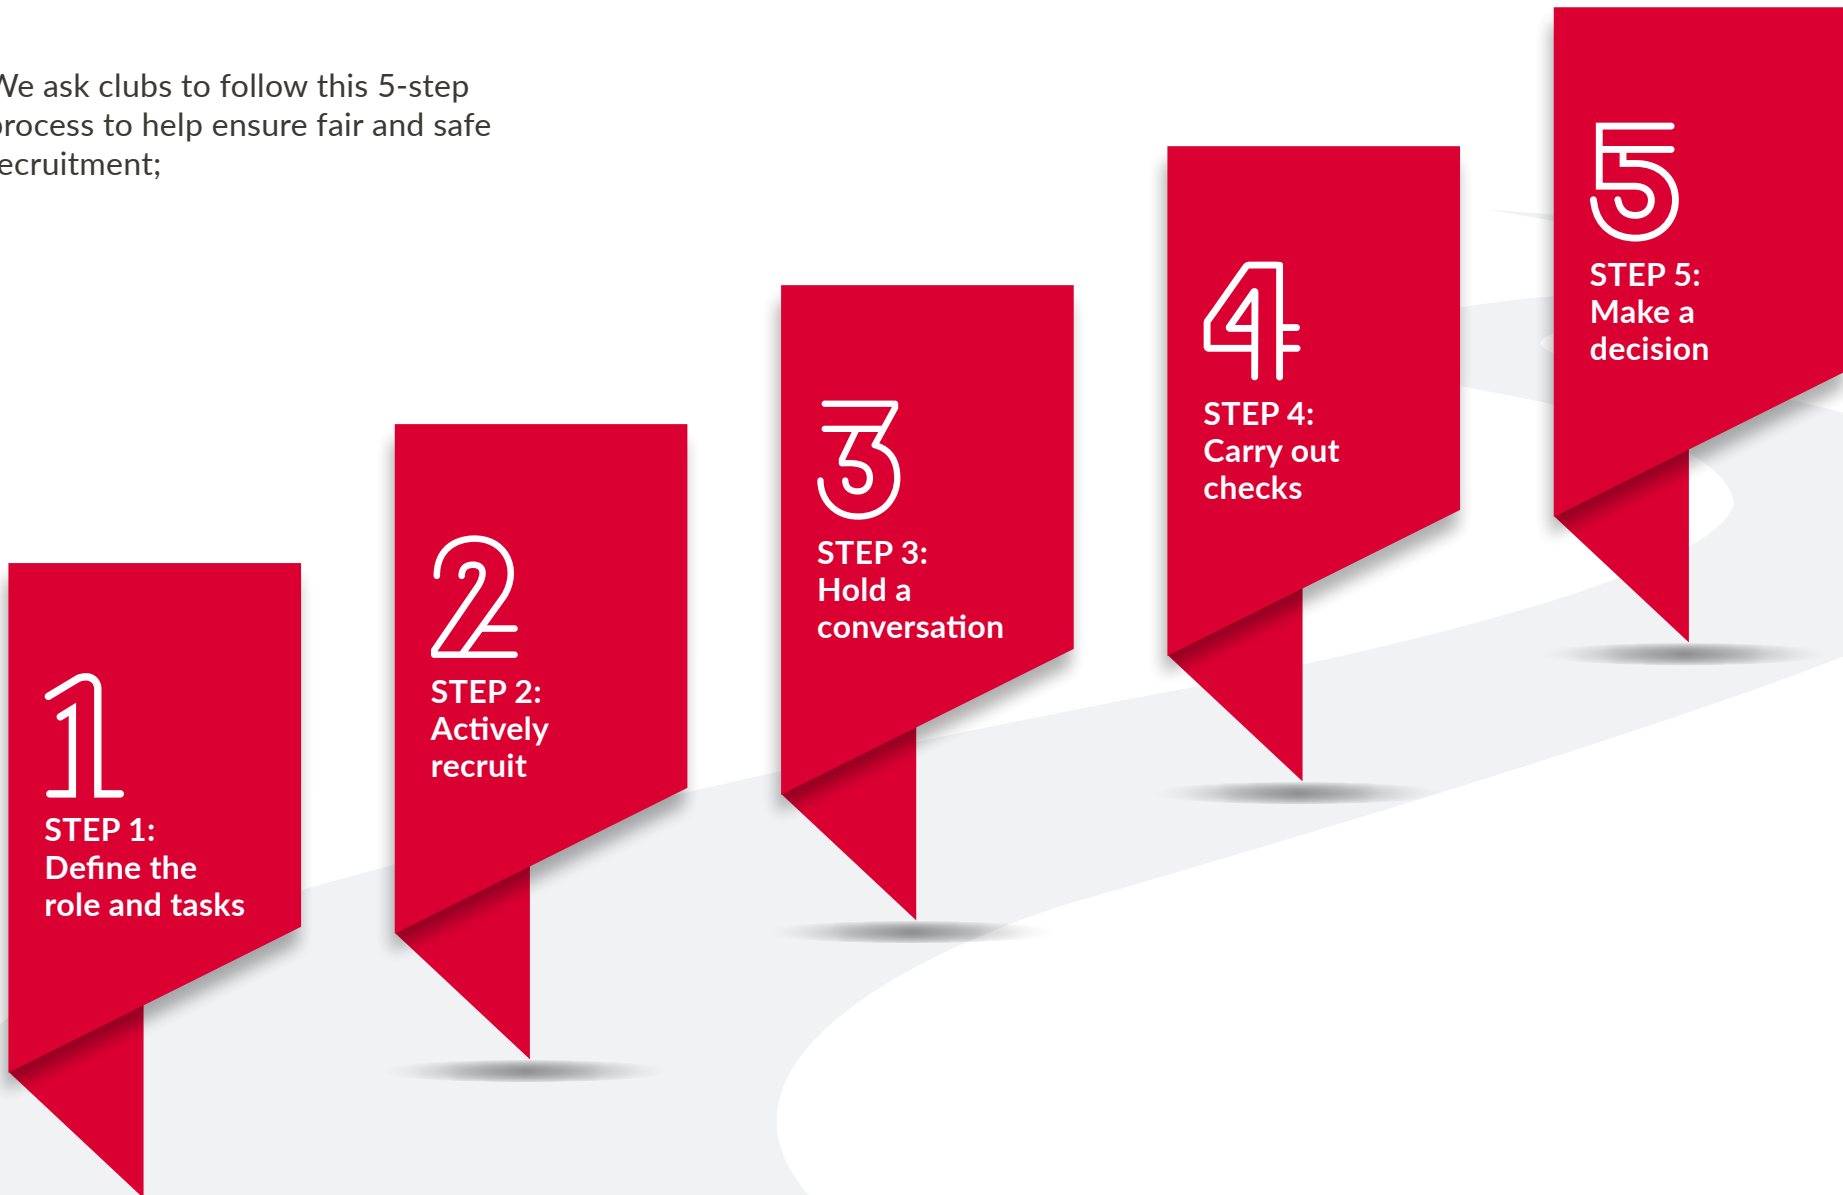 We ask clubs to follow this 5-step
process to help ensure fair and safe
recruitment;
1
STEP 1:
Define the
role and tasks
2
STEP 2:
Actively
recruit
3
STEP 3:
Hold a
conversation
4
STEP 4:
Carry out
checks
5
STEP 5:
Make a
decision